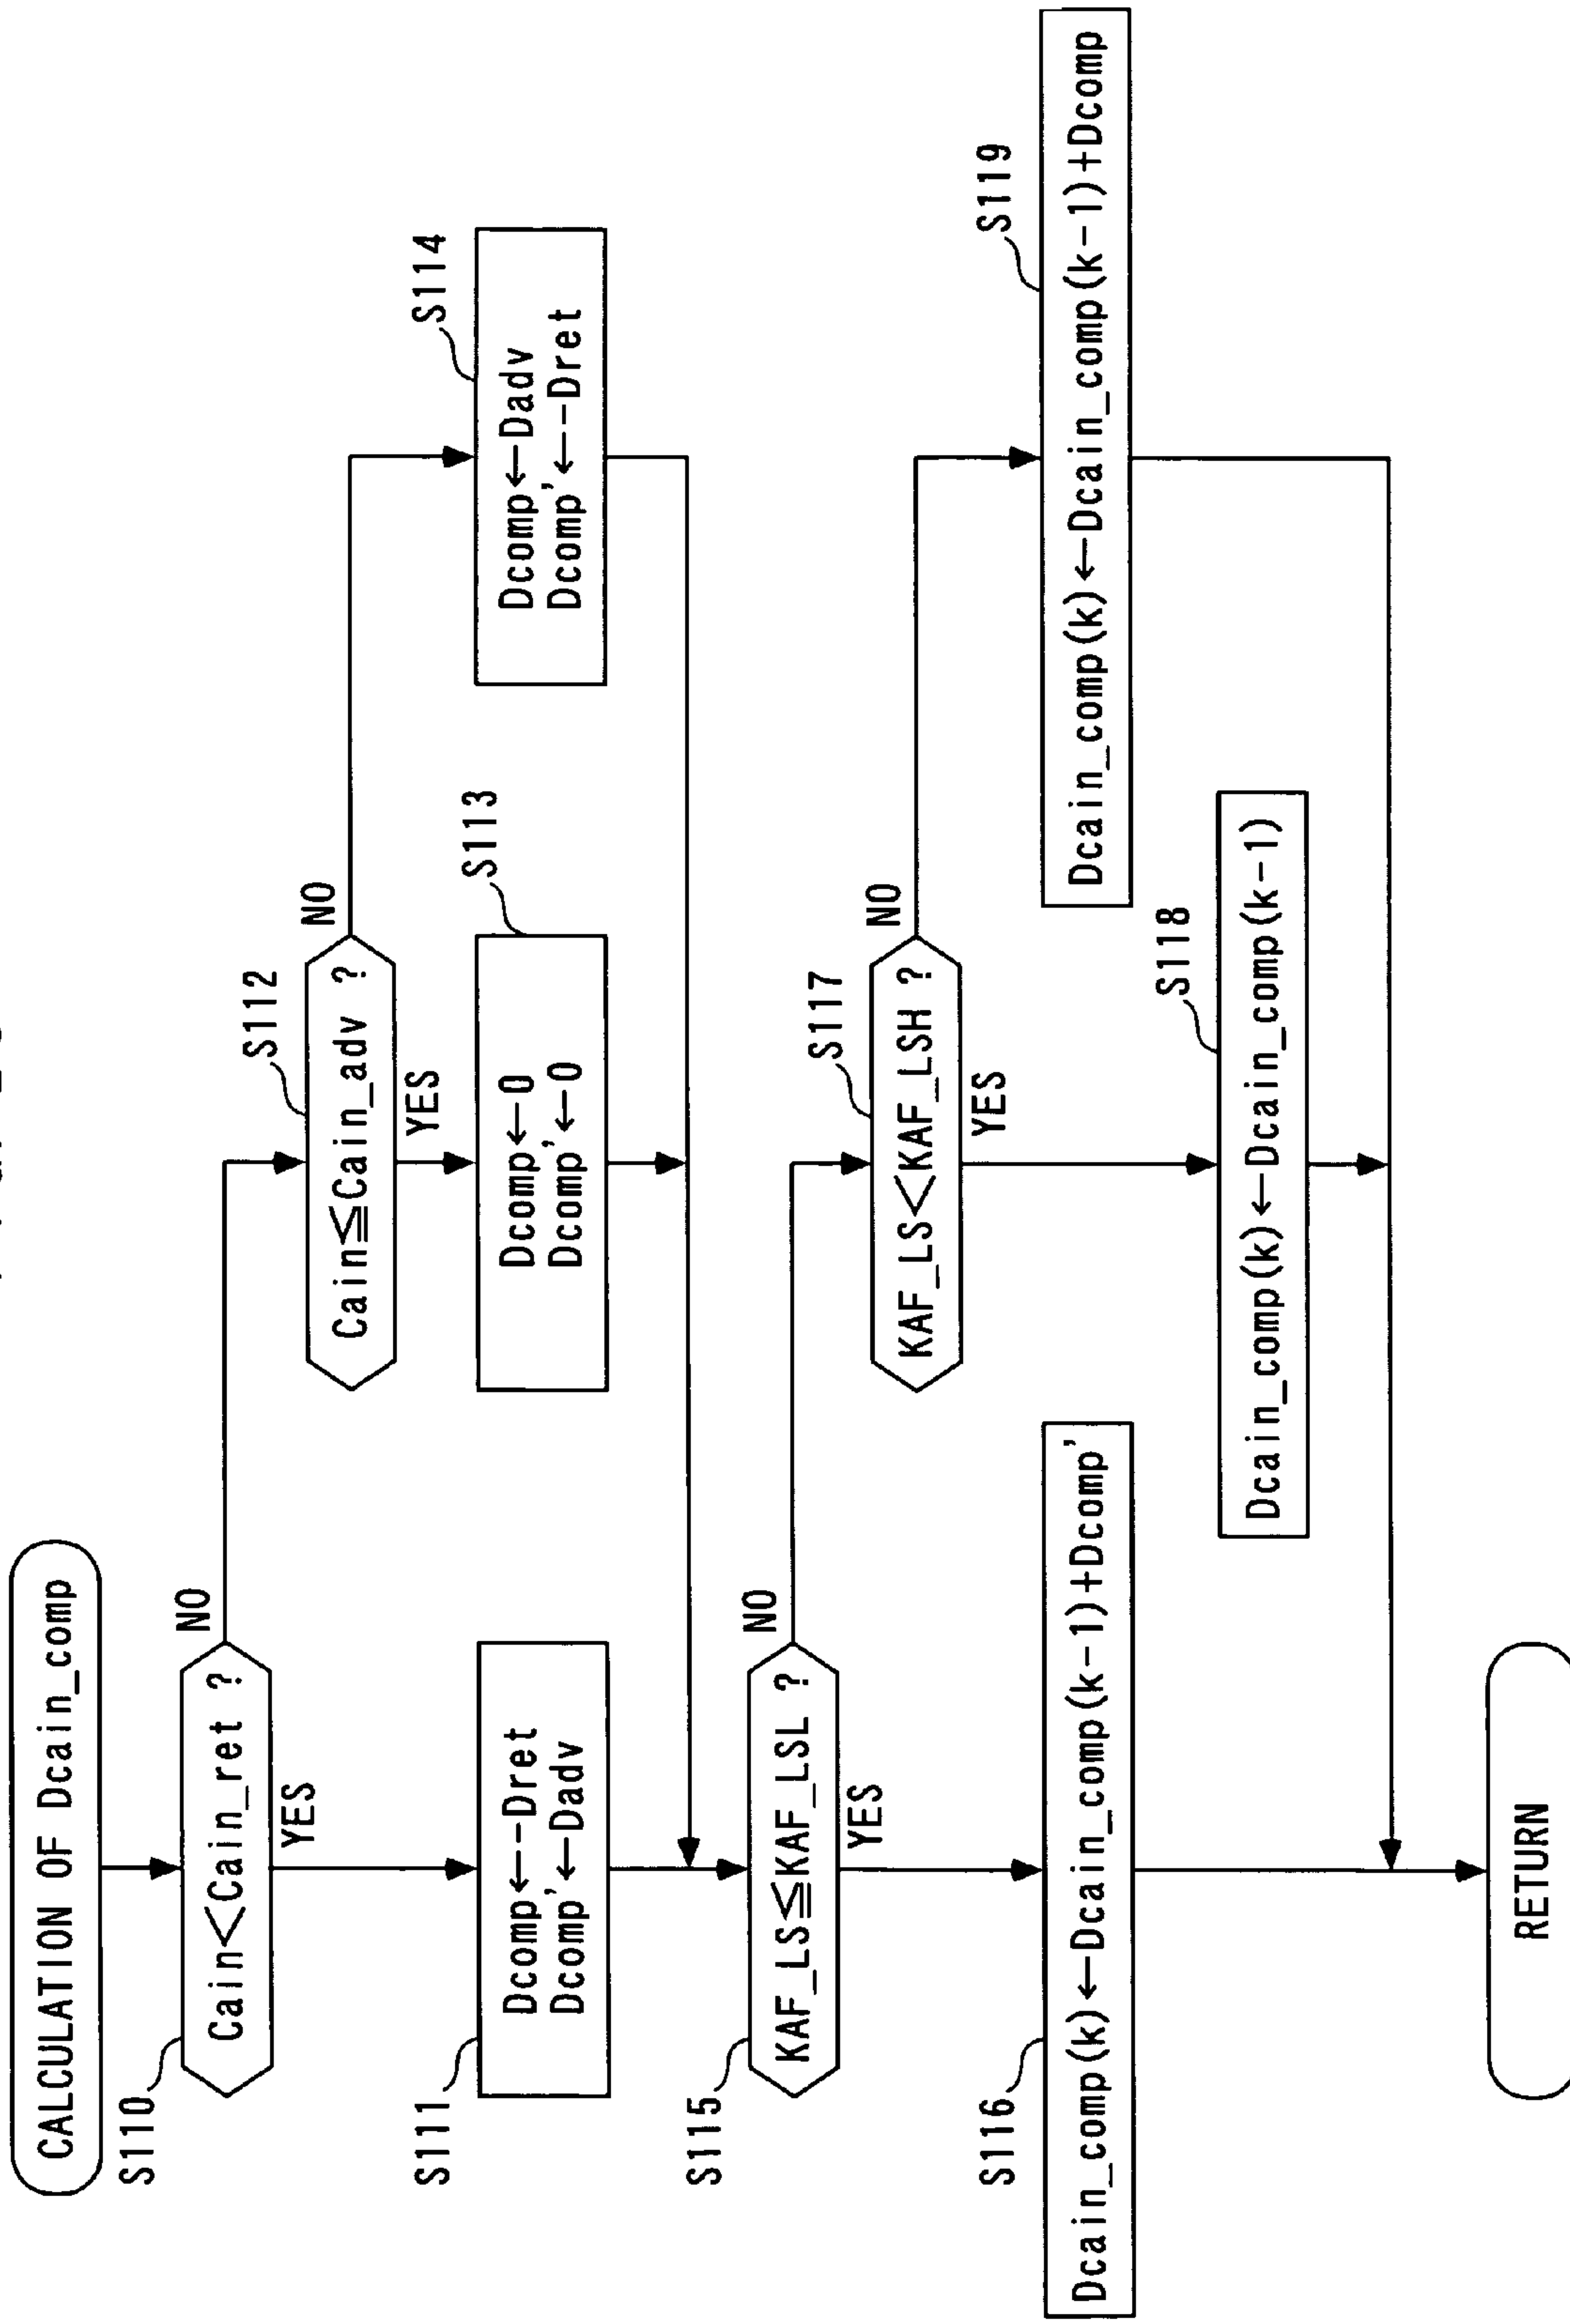 CALCULATION OF Dcain_comp
S110
Cain<Cain_ret ?
NO
YES
S112
Cain≦Cain_adv ?
NO
YES
S111
Dcomp←-Dret
Dcomp'←Dadv
S113
Dcomp←0
Dcomp'←0
S114
Dcomp←Dadv
Dcomp'←-Dret
S115
KAF_LS≦KAF_LSL ?
NO
YES
S117
KAF_LS<KAF_LSH ?
NO
YES
S116
Dcain_comp(k)←Dcain_comp(k-1)+Dcomp'
S119
Dcain_comp(k)←Dcain_comp(k-1)+Dcomp
S118
Dcain_comp(k)←Dcain_comp(k-1)
RETURN